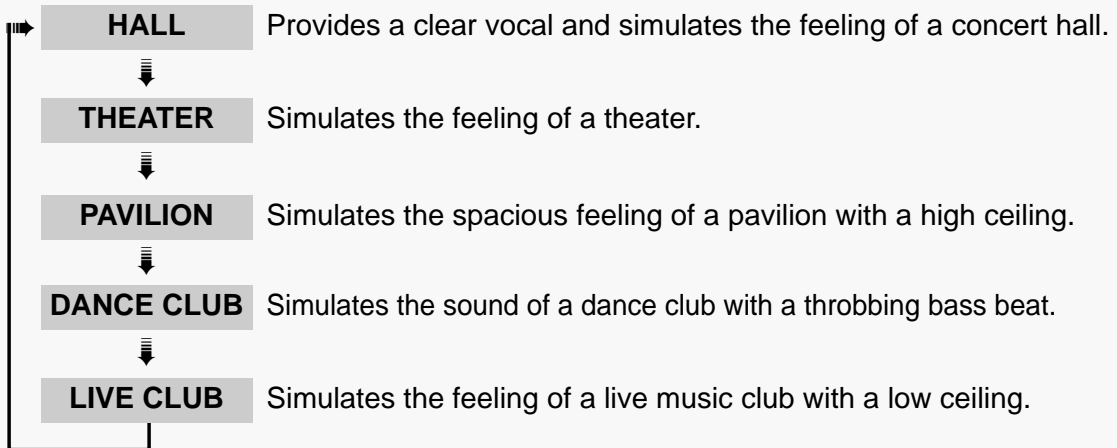 HALL Provides a clear vocal and simulates the feeling of a concert hall.
THEATER Simulates the feeling of a theater.
PAVILION Simulates the spacious feeling of a pavilion with a high ceiling.
DANCE CLUB Simulates the sound of a dance club with a throbbing bass beat.
LIVE CLUB Simulates the feeling of a live music club with a low ceiling.